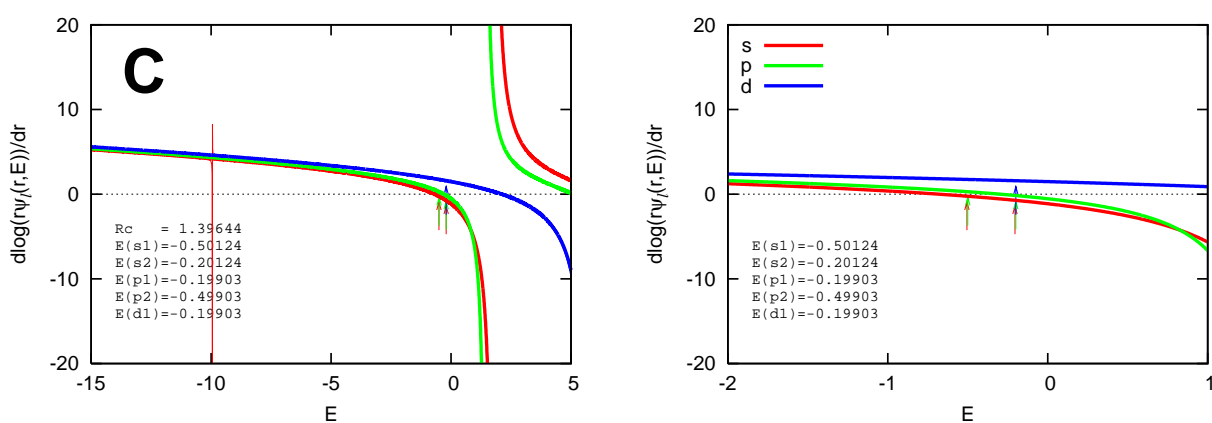 20
10
0
-10
-20
-15
-10
-5
0
5
E
dlog(rψl(r,E))/dr
C
Rc = 1.39644
E(s1)=-0.50124
E(s2)=-0.20124
E(p1)=-0.19903
E(p2)=-0.49903
E(d1)=-0.19903
20
10
0
-10
-20
-2
-1
0
1
E
dlog(rψl(r,E))/dr
s
p
d
E(s1)=-0.50124
E(s2)=-0.20124
E(p1)=-0.19903
E(p2)=-0.49903
E(d1)=-0.19903